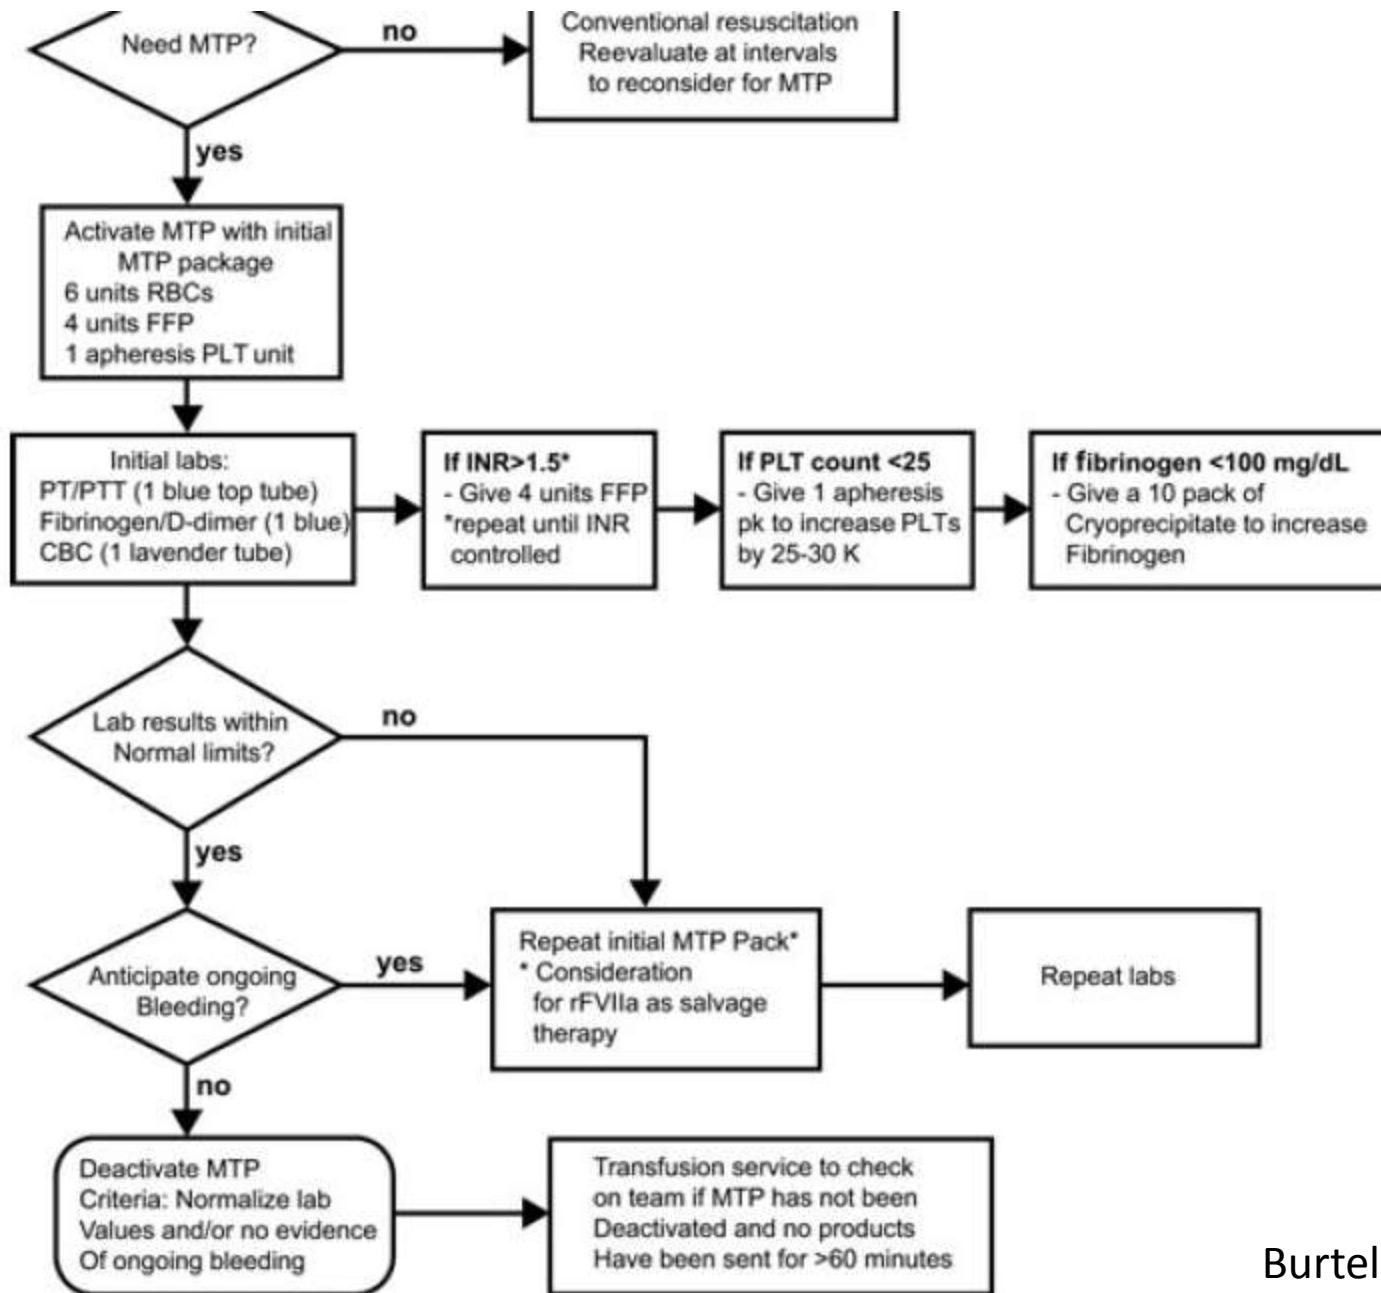 Need MTP?
no
Conventional resuscitation
Reevaluate at intervals
to reconsider for MTP
yes
Activate MTP with initial
MTP package
6 units RBCs
4 units FFP
1 apheresis PLT unit
Initial labs:
PT/PTT (1 blue top tube)
Fibrinogen/D-dimer (1 blue)
CBC (1 lavender tube)
If INR>1.5*
- Give 4 units FFP
*repeat until INR
controlled
If PLT count <25
- Give 1 apheresis
pk to increase PLTs
by 25-30 K
If fibrinogen <100 mg/dL
- Give a 10 pack of
Cryoprecipitate to increase
Fibrinogen
Lab results within
Normal limits?
no
yes
Anticipate ongoing
Bleeding?
yes
Repeat initial MTP Pack*
* Consideration
for rFVIIa as salvage
therapy
Repeat labs
no
Deactivate MTP
Criteria: Normalize lab
Values and/or no evidence
Of ongoing bleeding
Transfusion service to check
on team if MTP has not been
Deactivated and no products
Have been sent for >60 minutes
Burtel